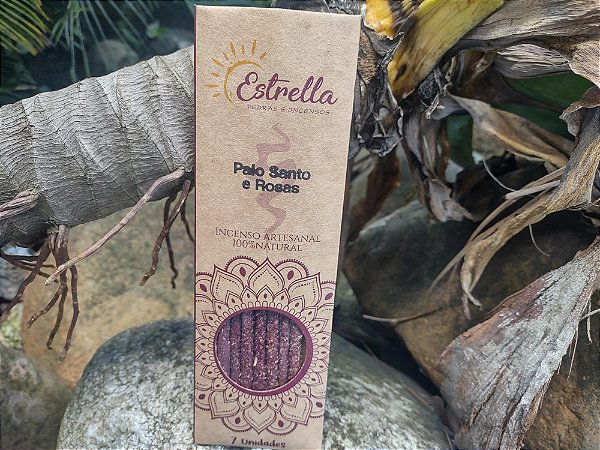 Estrella
PEDRAS E INCENSOS
Palo Santo
e Rosas
INCENSO ARTESANAL
100% NATURAL
7 Unidades